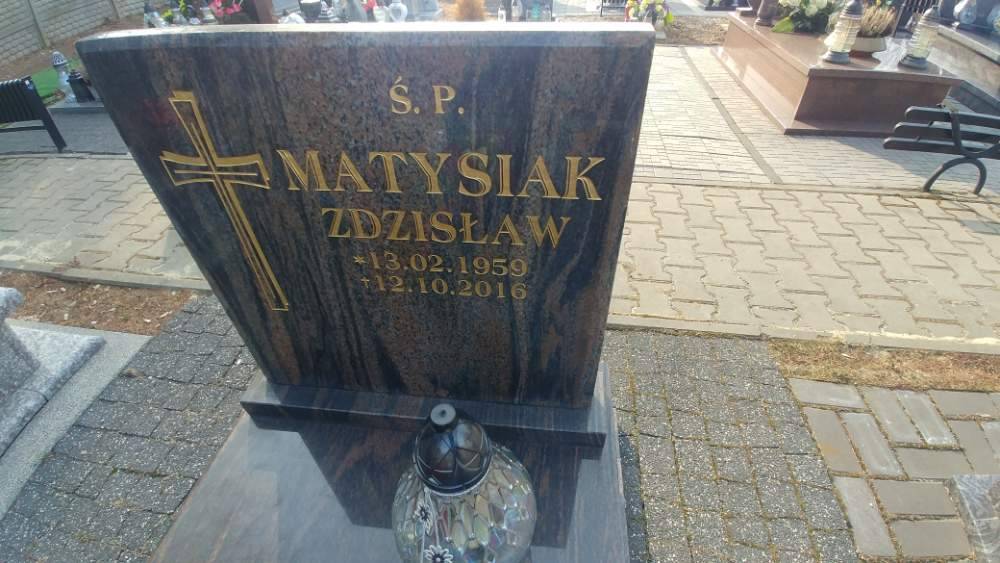 Ś. P.
MATYSIAK
ZDZISŁAW
*13.02.1959
†12.10.2016